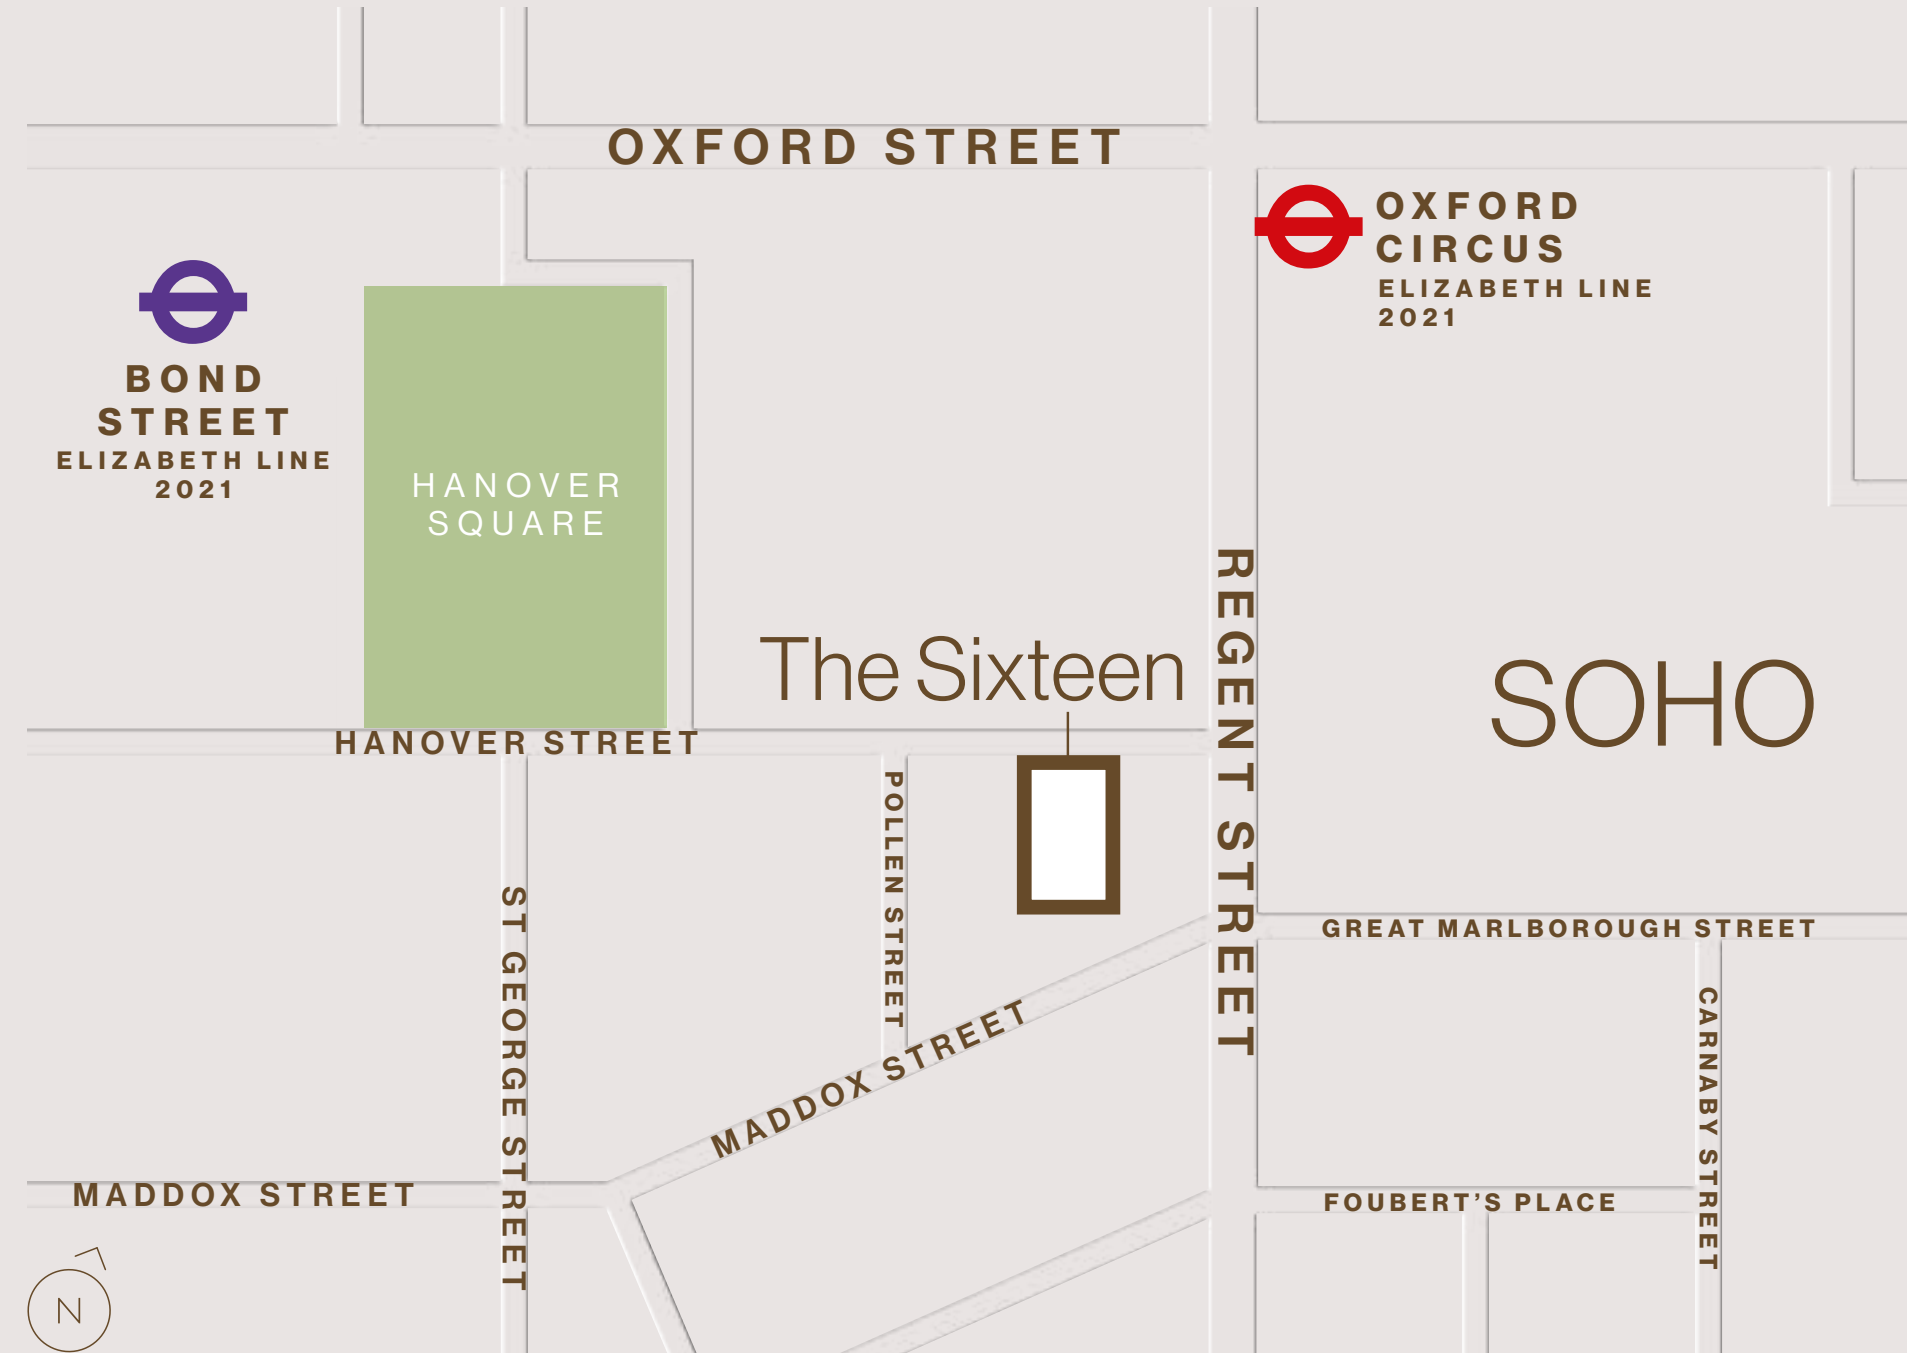 OXFORD STREET
OXFORD
CIRCUS
ELIZABETH LINE
2021
BOND
STREET
ELIZABETH LINE
2021
HANOVER
SQUARE
REGENT STREET
The Sixteen
SOHO
HANOVER STREET
POLLEN STREET
ST GEORGE STREET
GREAT MARLBOROUGH STREET
CARNABY STREET
MADDOX STREET
MADDOX STREET
FOUBERT'S PLACE
N